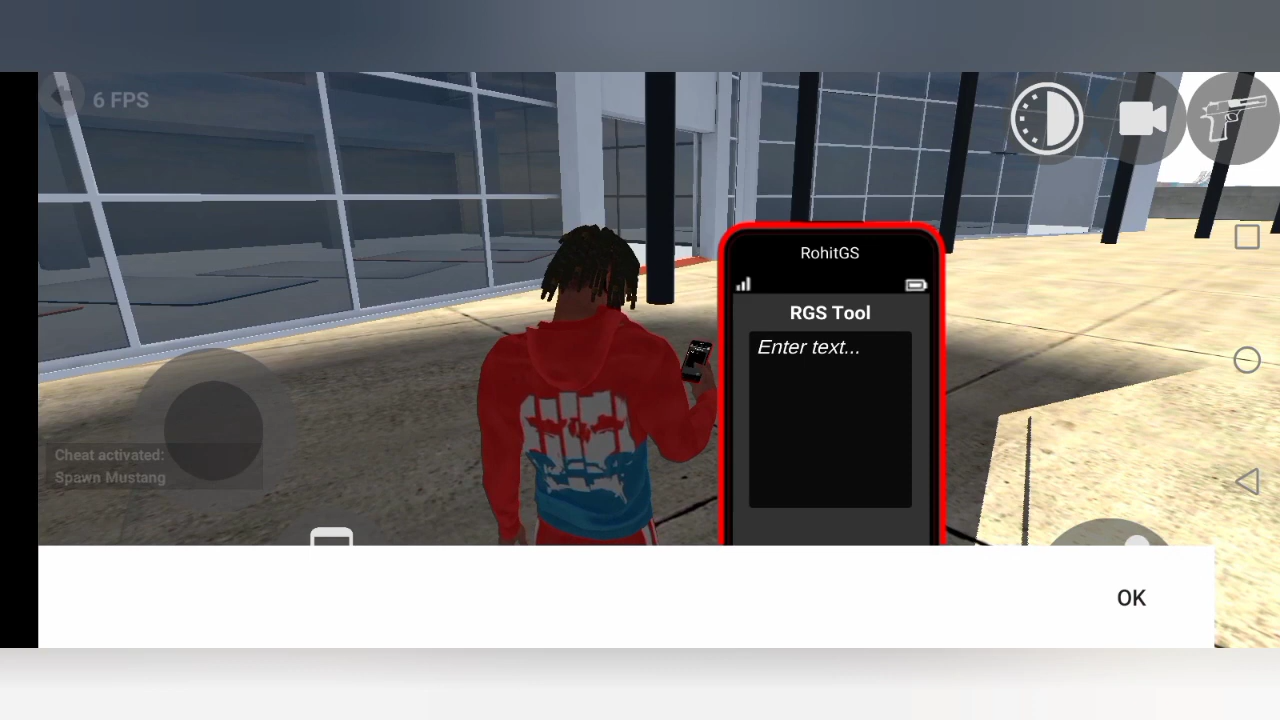 6 FPS
RohitGS
RGS Tool
Enter text...
Cheat activated:
Spawn Mustang
OK